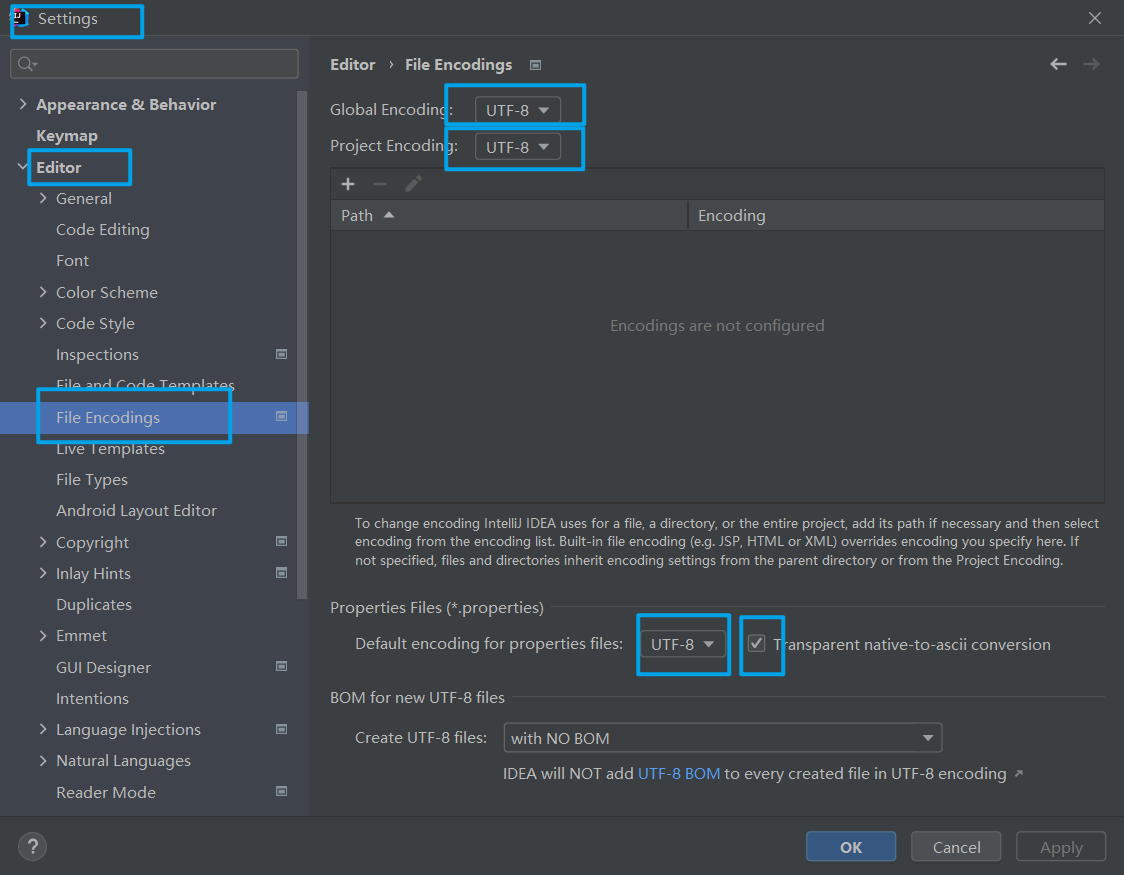 Settings
Appearance & Behavior
Keymap
Editor
General
Code Editing
Font
Color Scheme
Code Style
Inspections
File and Code Templates
File Encodings
Live Templates
File Types
Android Layout Editor
Copyright
Inlay Hints
Duplicates
Emmet
GUI Designer
Intentions
Language Injections
Natural Languages
Reader Mode
Editor › File Encodings
Global Encoding: UTF-8
Project Encoding: UTF-8
Path Encoding
Encodings are not configured
To change encoding IntelliJ IDEA uses for a file, a directory, or the entire project, add its path if necessary and then select
encoding from the encoding list. Built-in file encoding (e.g. JSP, HTML or XML) overrides encoding you specify here. If
not specified, files and directories inherit encoding settings from the parent directory or from the Project Encoding.
Properties Files (*.properties)
Default encoding for properties files: UTF-8 Transparent native-to-ascii conversion
BOM for new UTF-8 files
Create UTF-8 files: with NO BOM
IDEA will NOT add UTF-8 BOM to every created file in UTF-8 encoding ↗
? OK Cancel Apply